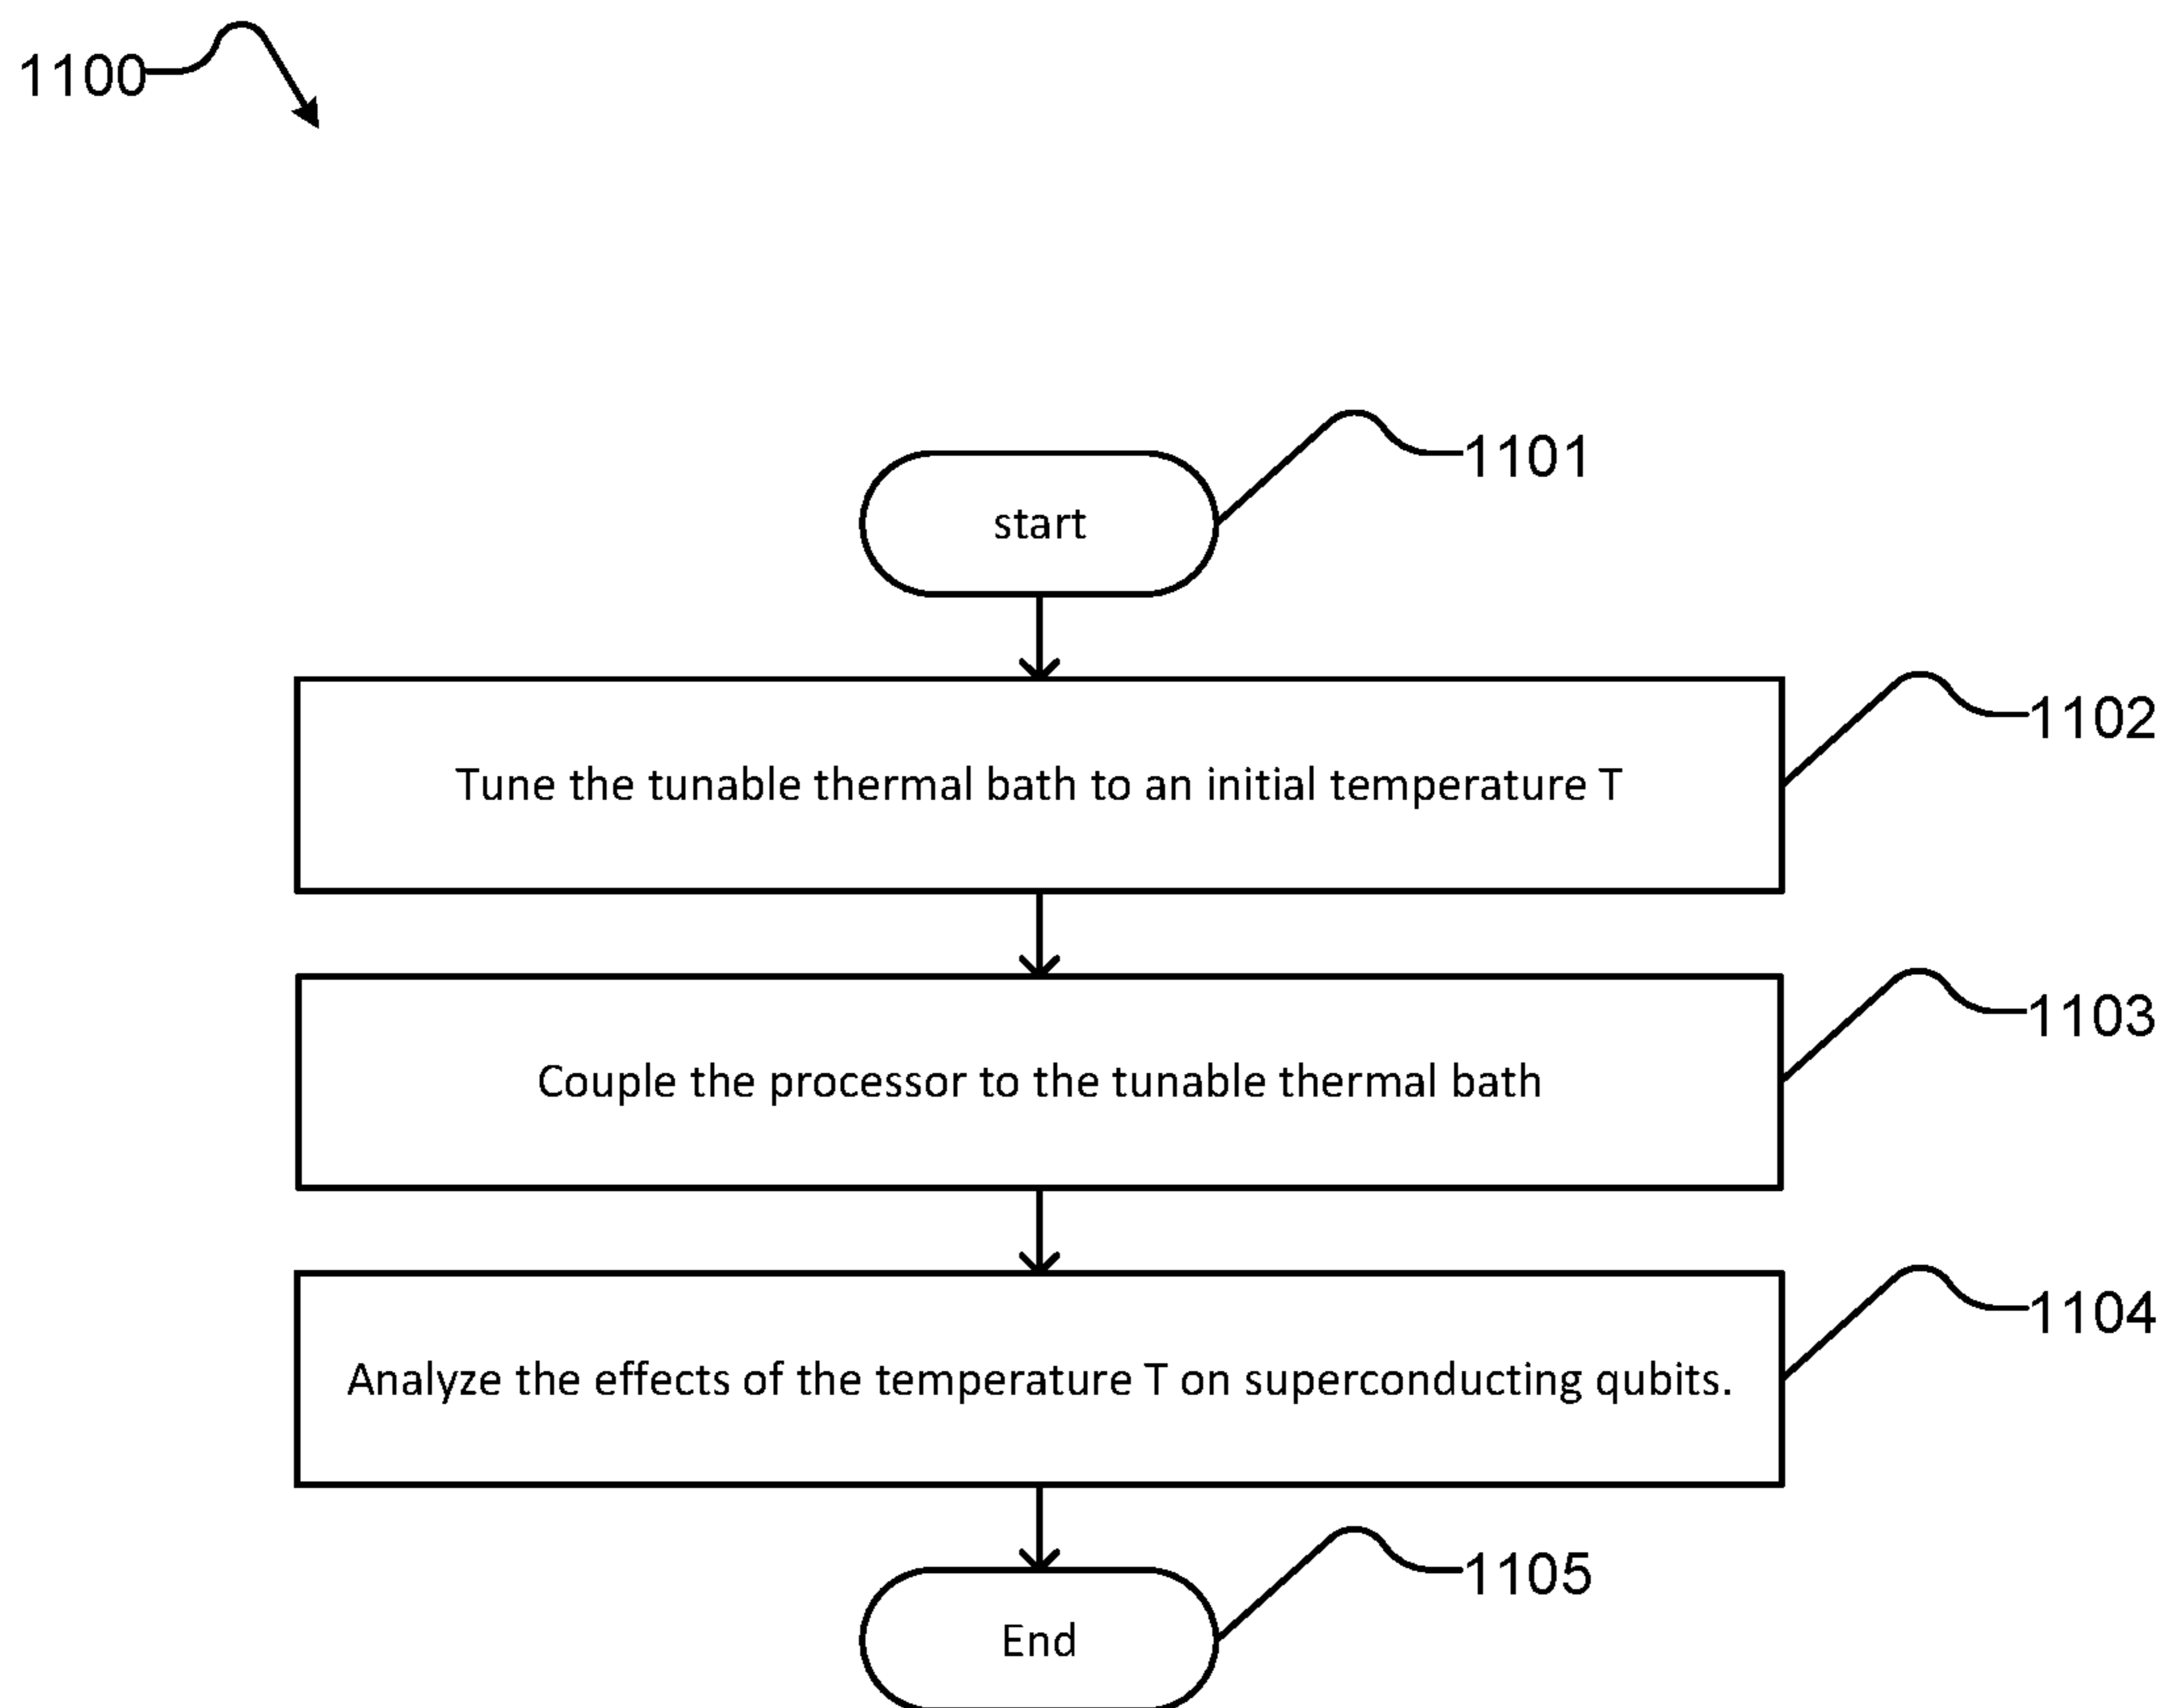 1100
1101
start
1102
Tune the tunable thermal bath to an initial temperature T
1103
Couple the processor to the tunable thermal bath
1104
Analyze the effects of the temperature T on superconducting qubits.
1105
End